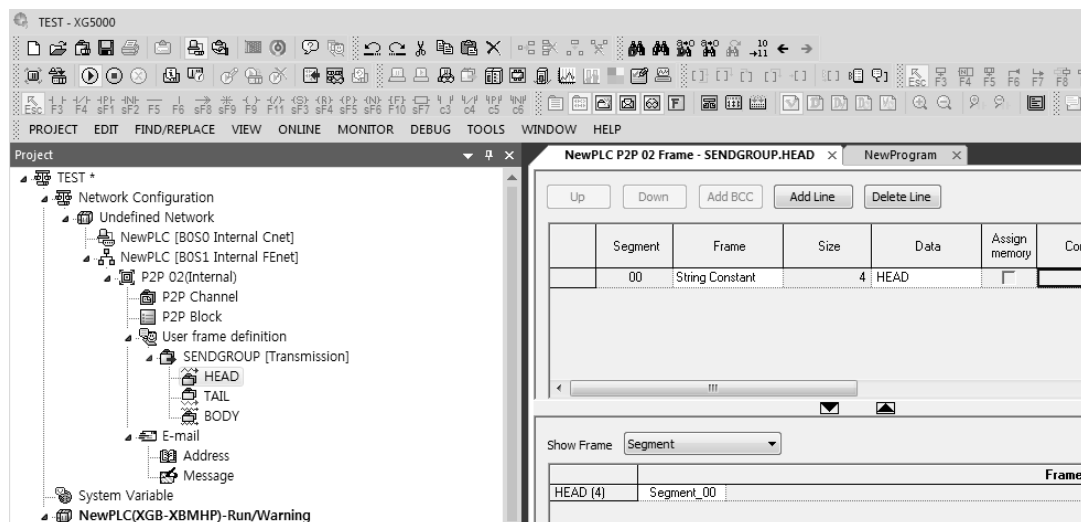 TEST - XG5000
PROJECT EDIT FIND/REPLACE VIEW ONLINE MONITOR DEBUG TOOLS WINDOW HELP
Project
TEST *
Network Configuration
Undefined Network
NewPLC [B0S0 Internal Cnet]
NewPLC [B0S1 Internal FEnet]
P2P 02(Internal)
P2P Channel
P2P Block
User frame definition
SENDGROUP [Transmission]
HEAD
TAIL
BODY
E-mail
Address
Message
System Variable
NewPLC(XGB-XBMHP)-Run/Warning
NewPLC P2P 02 Frame - SENDGROUP.HEAD
NewProgram
Up Down Add BCC Add Line Delete Line
Segment Frame Size Data Assign memory Co
00 String Constant 4 HEAD
Show Frame Segment
Frame
HEAD (4) Segment_00